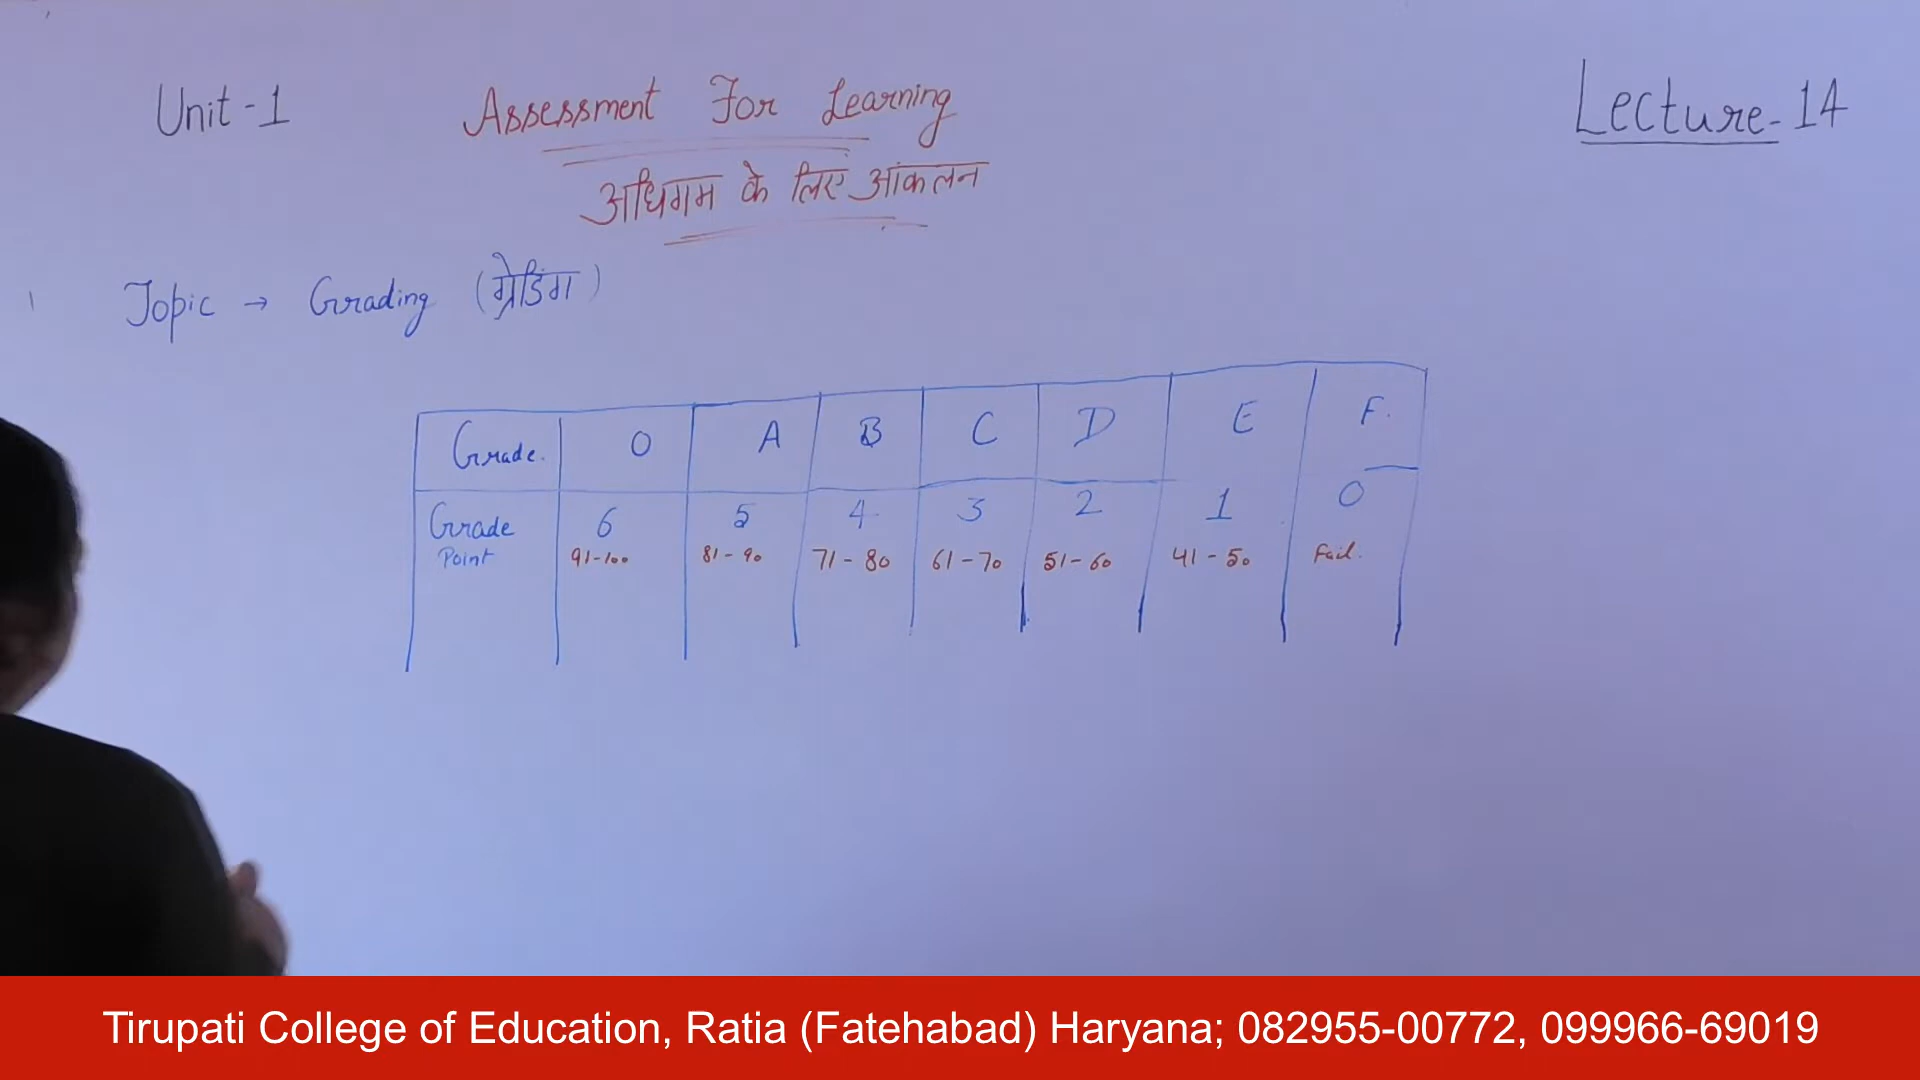 Unit-1 Assessment For Learning Lecture-14
अधिगम के लिए आंकलन
Topic → Grading (ग्रेडिंग)
Grade. O A B C D E F.
Grade 6 5 4 3 2 1 0
Point 91-100 81-90 71-80 61-70 51-60 41-50 Fail.
Tirupati College of Education, Ratia (Fatehabad) Haryana; 082955-00772, 099966-69019